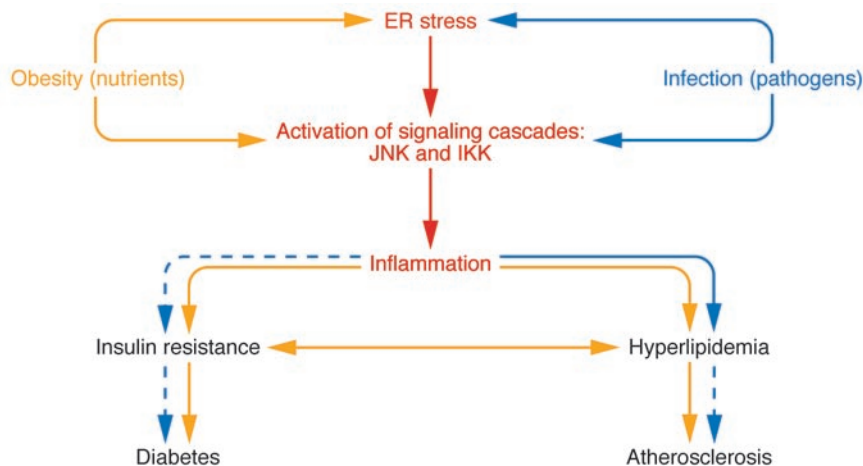 ER stress
Obesity (nutrients)
Infection (pathogens)
Activation of signaling cascades:
JNK and IKK
Inflammation
Insulin resistance
Hyperlipidemia
Diabetes
Atherosclerosis